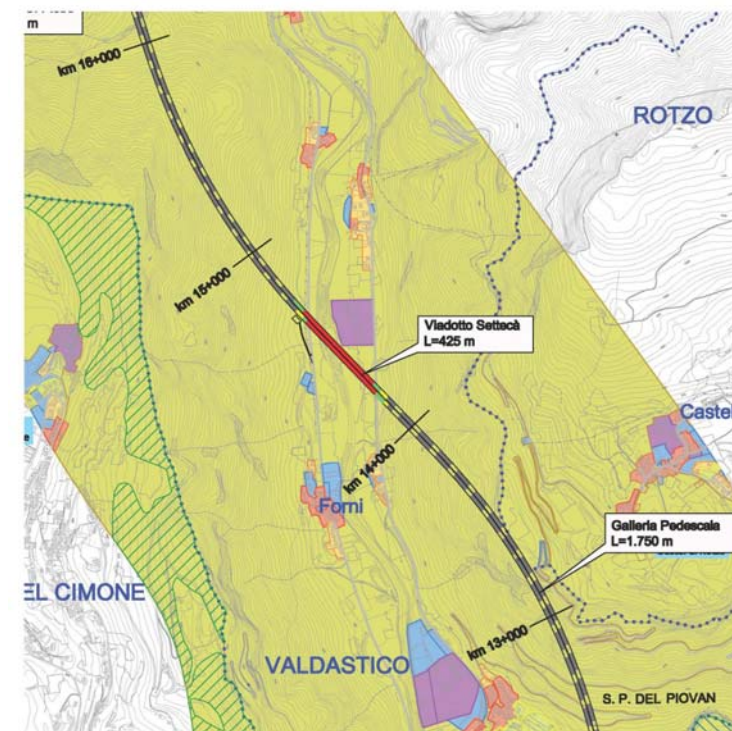 m
km 16+000
ROTZO
km 15+000
Viadotto Settecà
L=425 m
Castel
km 14+000
Forni
Galleria Pedescala
L=1.750 m
EL CIMONE
km 13+000
VALDASTICO
S. P. DEL PIOVAN